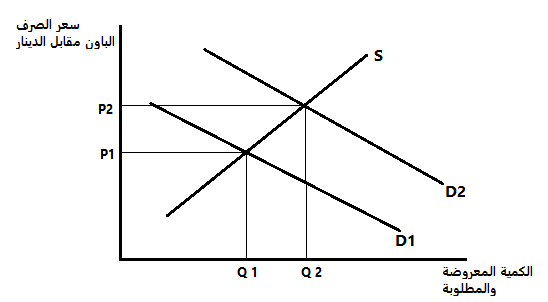 سعر الصرف
الباون مقابل الدينار
S
P2
P1
D2
D1
Q 1
Q 2
الكمية المعروضة
والمطلوبة